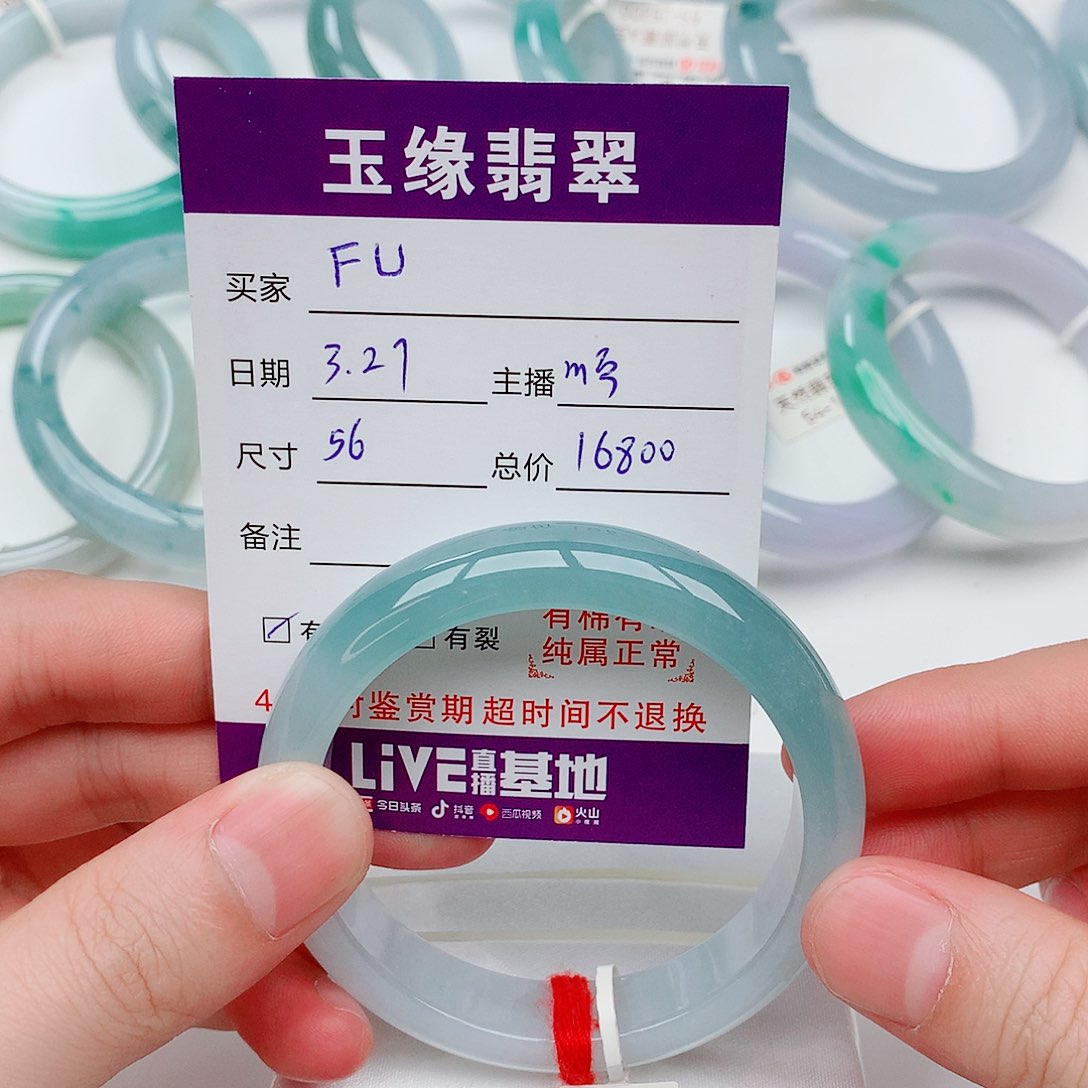 玉缘翡翠
买家 FU
日期 3.27 主播
尺寸 56 总价 16800
备注
有 有裂
有棉有
纯属正常
4 鉴赏期 超时间不退换
LiVE直播基地
今日头条 抖音 西瓜视频 火山